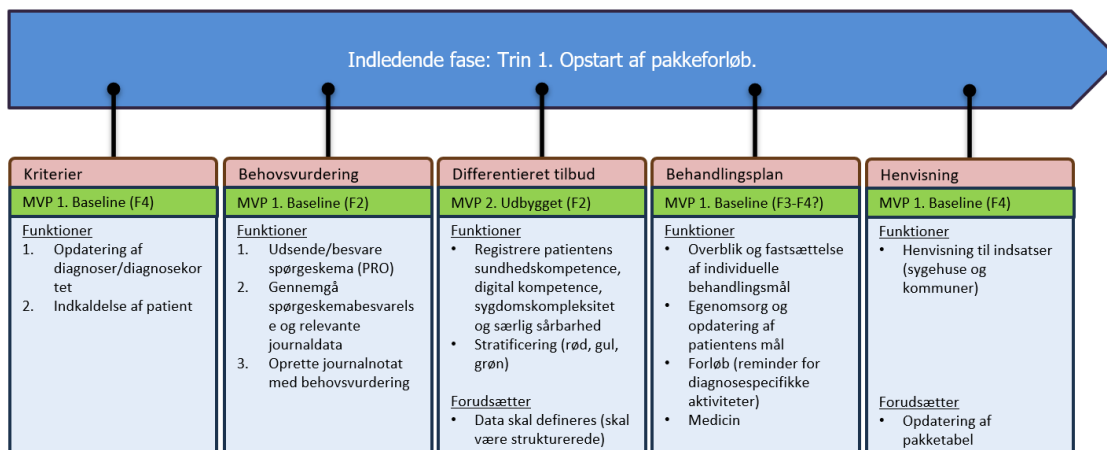 Indledende fase: Trin 1. Opstart af pakkeforløb.
Kriterier
MVP 1. Baseline (F4)
Funktioner
1. Opdatering af
diagnoser/diagnosekor
tet
2. Indkaldelse af patient
Behovsvurdering
MVP 1. Baseline (F2)
Funktioner
1. Udsende/besvare
spørgeskema (PRO)
2. Gennemgå
spørgeskemabesvarels
e og relevante
journaldata
3. Oprette journalnotat
med behovsvurdering
Differentieret tilbud
MVP 2. Udbygget (F2)
Funktioner
• Registrere patientens
sundhedskompetence,
digital kompetence,
sygdomskompleksitet
og særlig sårbarhed
• Stratificering (rød, gul,
grøn)
Forudsætter
• Data skal defineres (skal
være strukturerede)
Behandlingsplan
MVP 1. Baseline (F3-F4?)
Funktioner
• Overblik og fastsættelse
af individuelle
behandlingsmål
• Egenomsorg og
opdatering af
patientens mål
• Forløb (reminder for
diagnosespecifikke
aktiviteter)
• Medicin
Henvisning
MVP 1. Baseline (F4)
Funktioner
• Henvisning til indsatser
(sygehuse og
kommuner)
Forudsætter
• Opdatering af
pakketabel